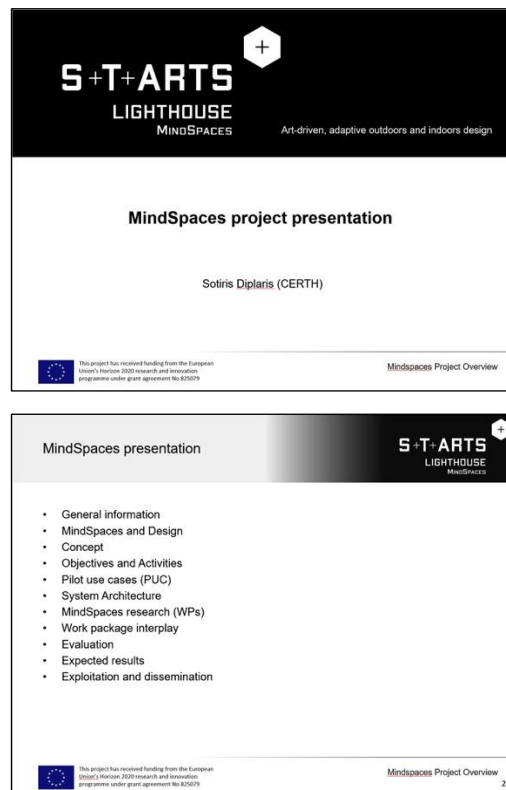 S+T+ARTS
LIGHTHOUSE
MINDSPACES
Art-driven, adaptive outdoors and indoors design
MindSpaces project presentation
Sotiris Diplaris (CERTH)
This project has received funding from the European
Union's Horizon 2020 research and innovation
programme under grant agreement No 825079
Mindspaces Project Overview
MindSpaces presentation
S+T+ARTS
LIGHTHOUSE
MINDSPACES
• General information
• MindSpaces and Design
• Concept
• Objectives and Activities
• Pilot use cases (PUC)
• System Architecture
• MindSpaces research (WPs)
• Work package interplay
• Evaluation
• Expected results
• Exploitation and dissemination
This project has received funding from the European
Union's Horizon 2020 research and innovation
programme under grant agreement No 825079
Mindspaces Project Overview
2